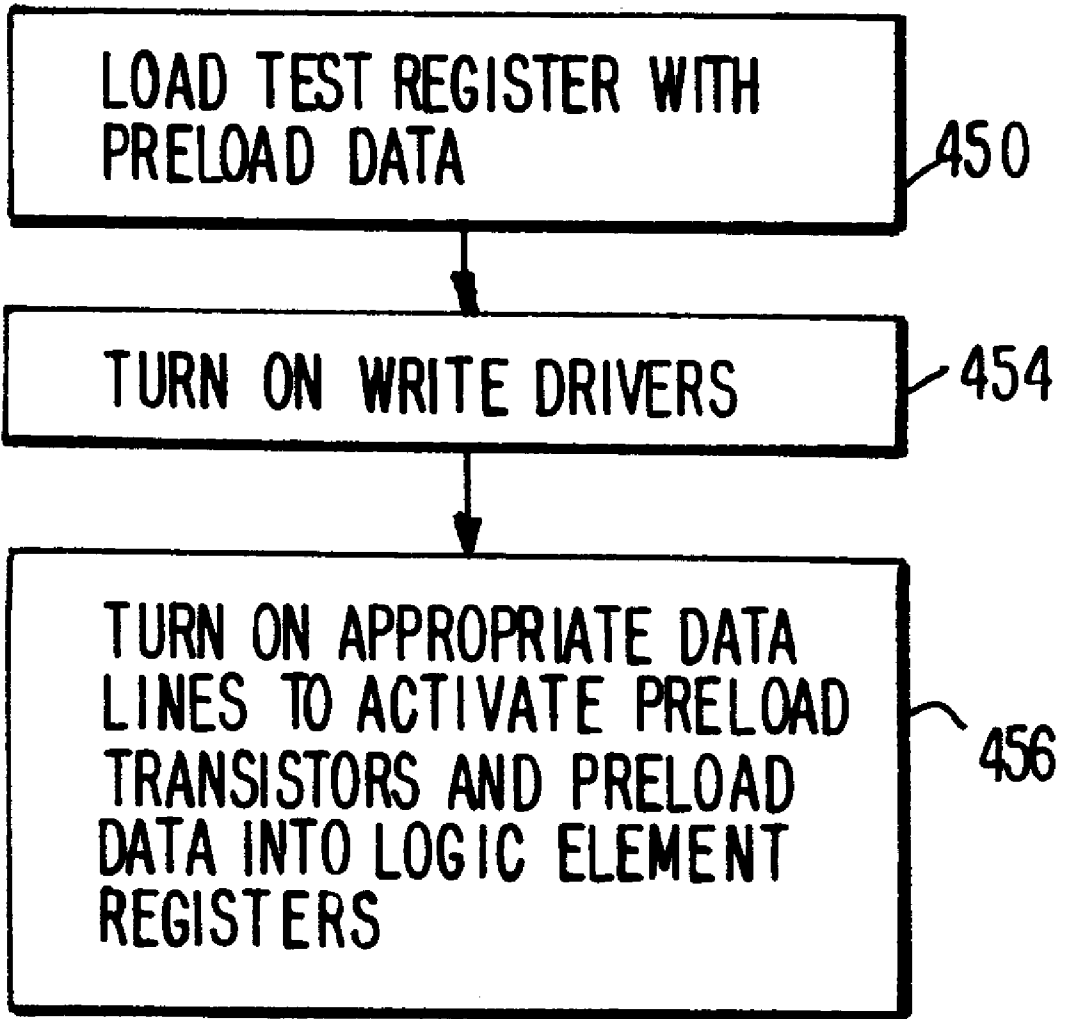 LOAD TEST REGISTER WITH
PRELOAD DATA
450
TURN ON WRITE DRIVERS
454
TURN ON APPROPRIATE DATA
LINES TO ACTIVATE PRELOAD
TRANSISTORS AND PRELOAD
DATA INTO LOGIC ELEMENT
REGISTERS
456